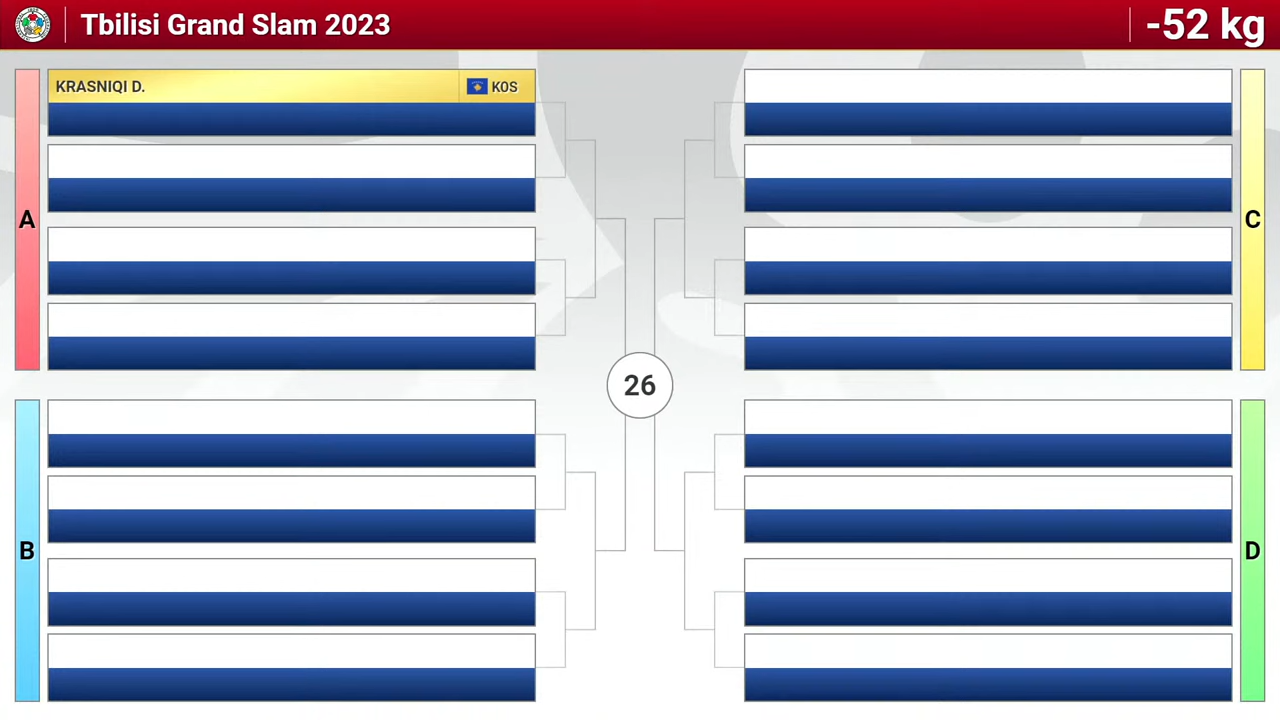 Tbilisi Grand Slam 2023
-52 kg
KRASNIQI D.
KOS
A
C
26
B
D